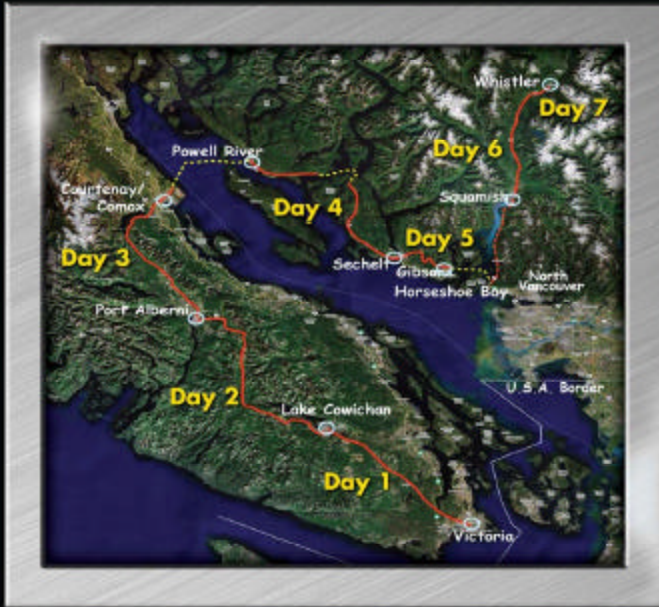 Whistler
Day 7
Day 6
Powell River
Squamish
Courtenay/
Comox
Day 4
Day 5
Day 3
Sechelt
Gibsons
Horseshoe Bay
North
Vancouver
Port Alberni
U.S.A. Border
Day 2
Lake Cowichan
Day 1
Victoria